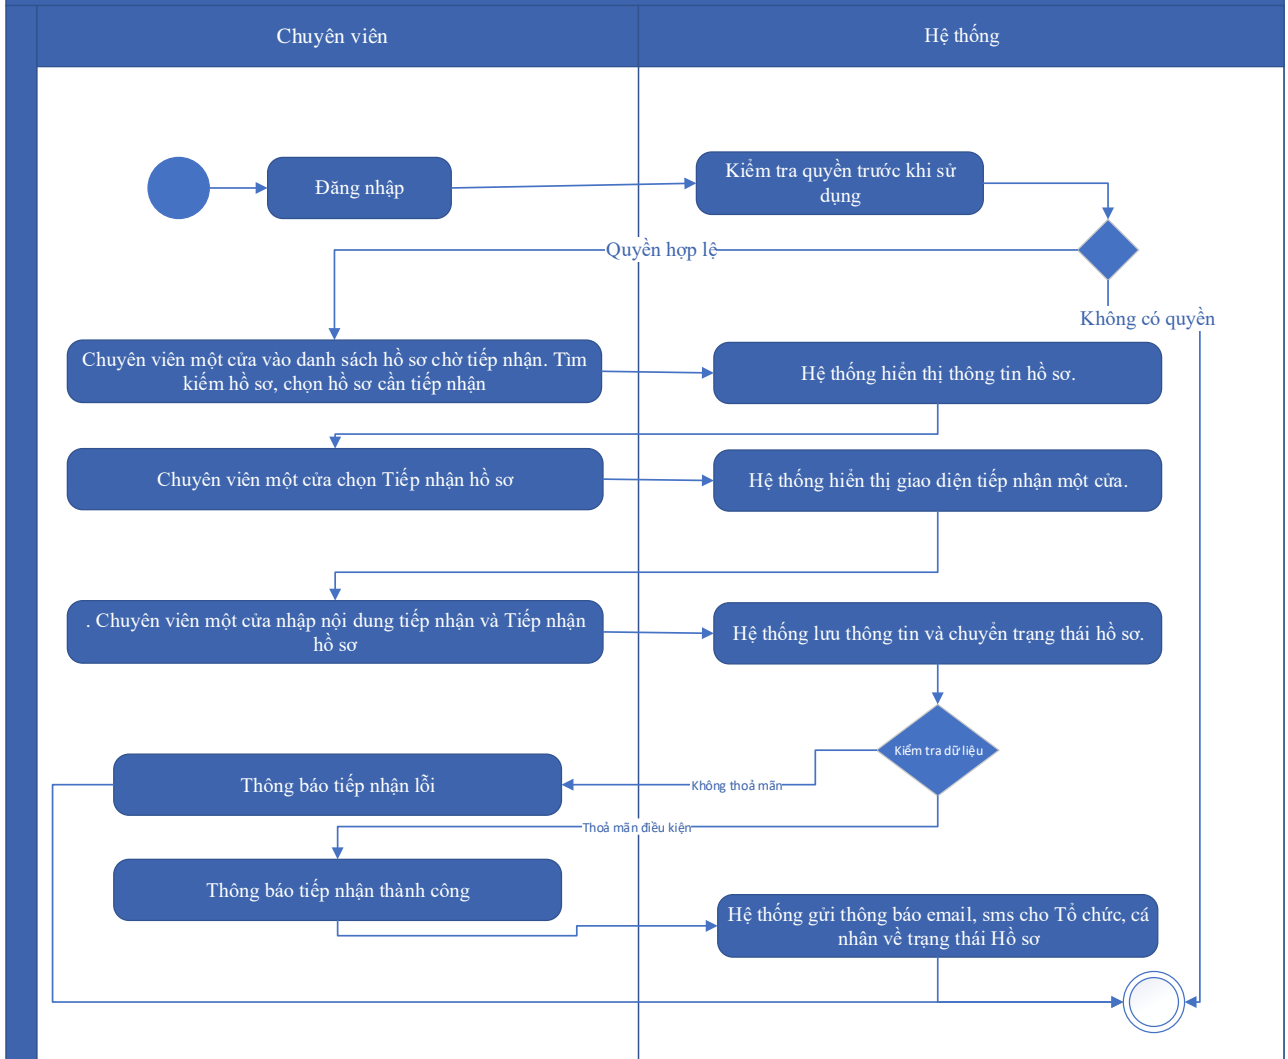 Chuyên viên
Hệ thống
Đăng nhập
Kiểm tra quyền trước khi sử
dụng
Quyền hợp lệ
Không có quyền
Chuyên viên một cửa vào danh sách hồ sơ chờ tiếp nhận. Tìm
kiếm hồ sơ, chọn hồ sơ cần tiếp nhận
Hệ thống hiển thị thông tin hồ sơ.
Chuyên viên một cửa chọn Tiếp nhận hồ sơ
Hệ thống hiển thị giao diện tiếp nhận một cửa.
. Chuyên viên một cửa nhập nội dung tiếp nhận và Tiếp nhận
hồ sơ
Hệ thống lưu thông tin và chuyển trạng thái hồ sơ.
Kiểm tra dữ liệu
Không thoả mãn
Thông báo tiếp nhận lỗi
Thoả mãn điều kiện
Thông báo tiếp nhận thành công
Hệ thống gửi thông báo email, sms cho Tổ chức, cá
nhân về trạng thái Hồ sơ